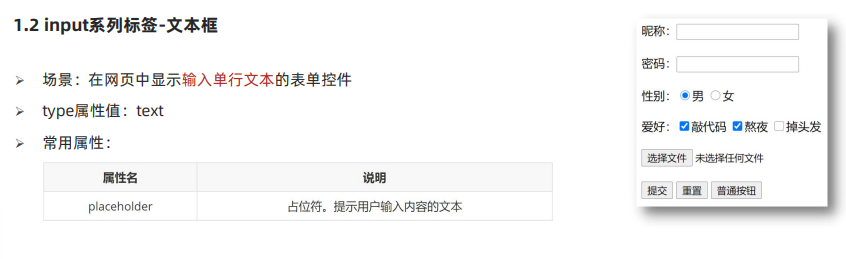 1.2 input系列标签-文本框
场景：在网页中显示输入单行文本的表单控件
type属性值：text
常用属性：
属性名 说明
placeholder 占位符。提示用户输入内容的文本
昵称：
密码：
性别： 男 女
爱好： 敲代码 熬夜 掉头发
选择文件 未选择任何文件
提交 重置 普通按钮